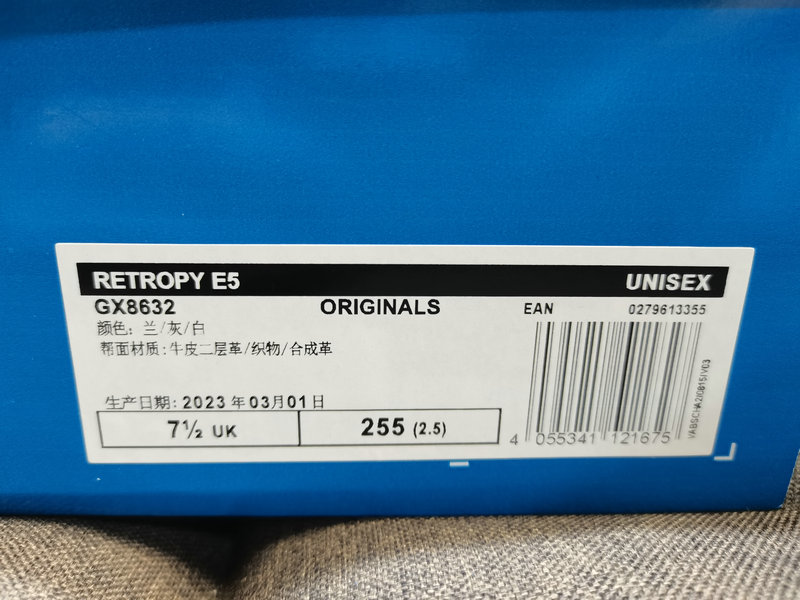 RETROPY E5 UNISEX
GX8632 ORIGINALS EAN 0279613355
颜色: 兰/灰/白
帮面材质: 牛皮二层革/织物/合成革
生产日期: 2023 年 03月 01日
7½ UK 255 (2.5)
4 055341 121675